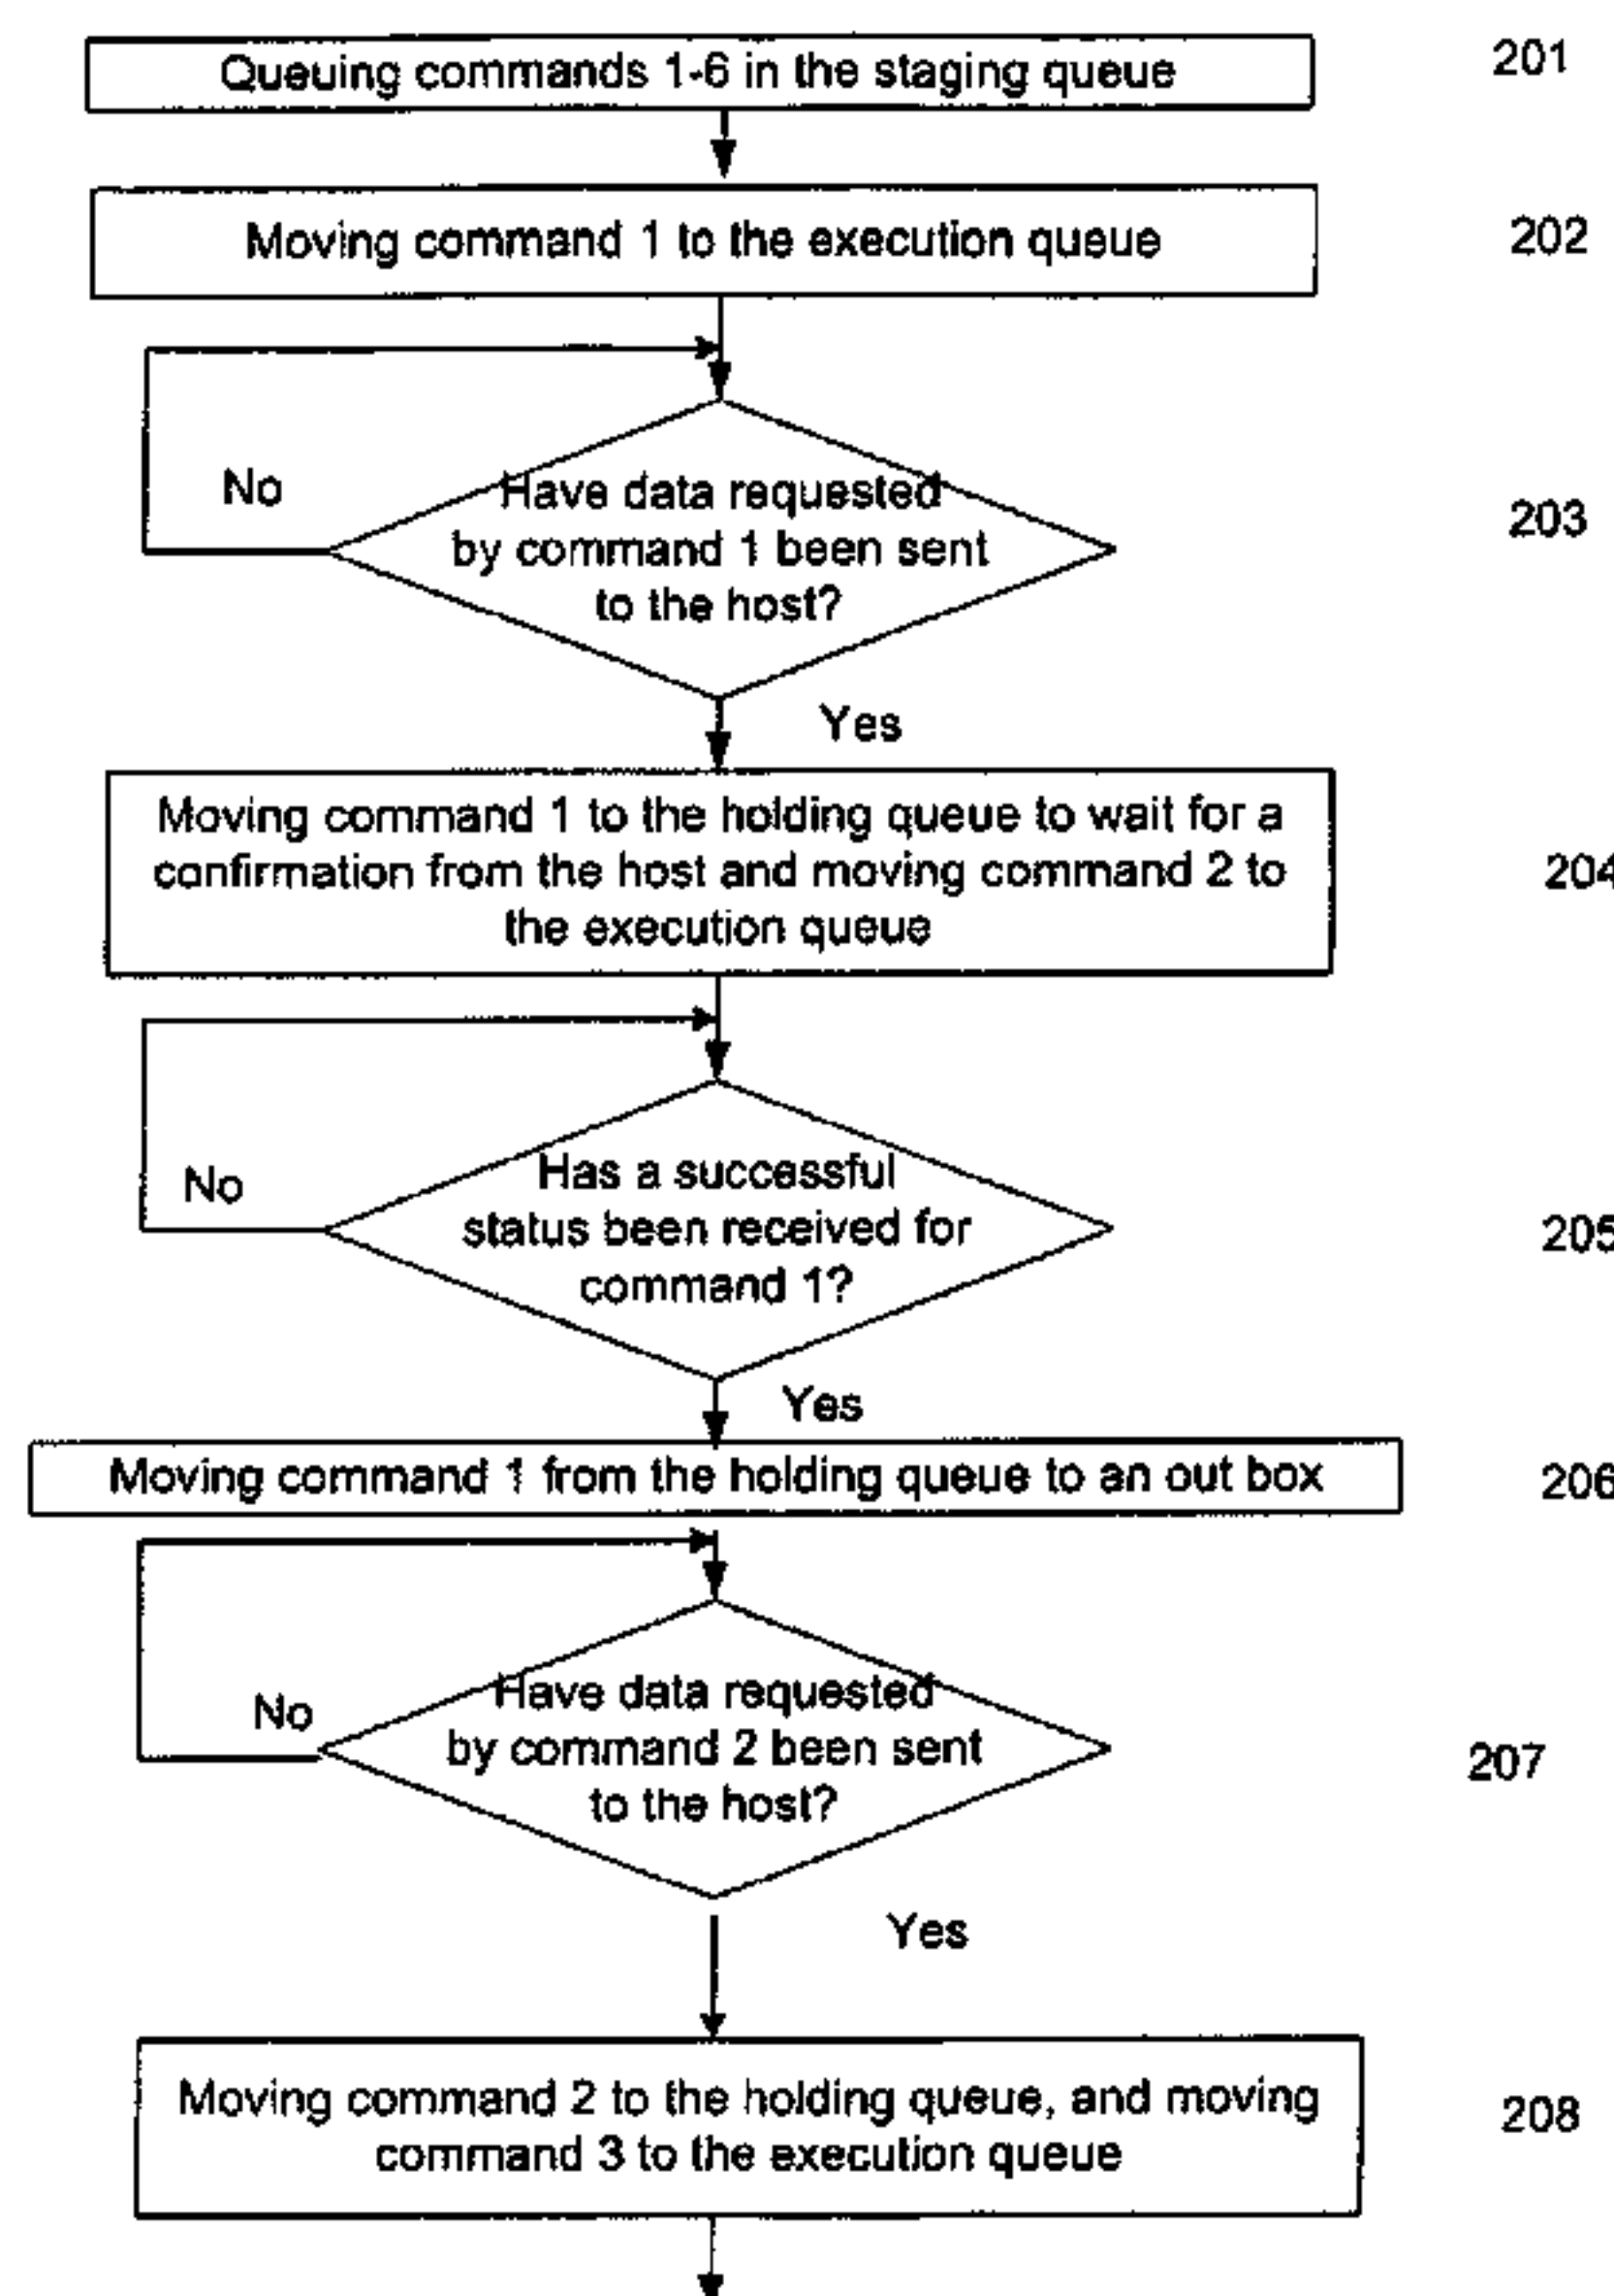 Queuing commands 1-6 in the staging queue
201
Moving command 1 to the execution queue
202
No
Have data requested
by command 1 been sent
to the host?
203
Yes
Moving command 1 to the holding queue to wait for a
confirmation from the host and moving command 2 to
the execution queue
204
No
Has a successful
status been received for
command 1?
205
Yes
Moving command 1 from the holding queue to an out box
206
No
Have data requested
by command 2 been sent
to the host?
207
Yes
Moving command 2 to the holding queue, and moving
command 3 to the execution queue
208